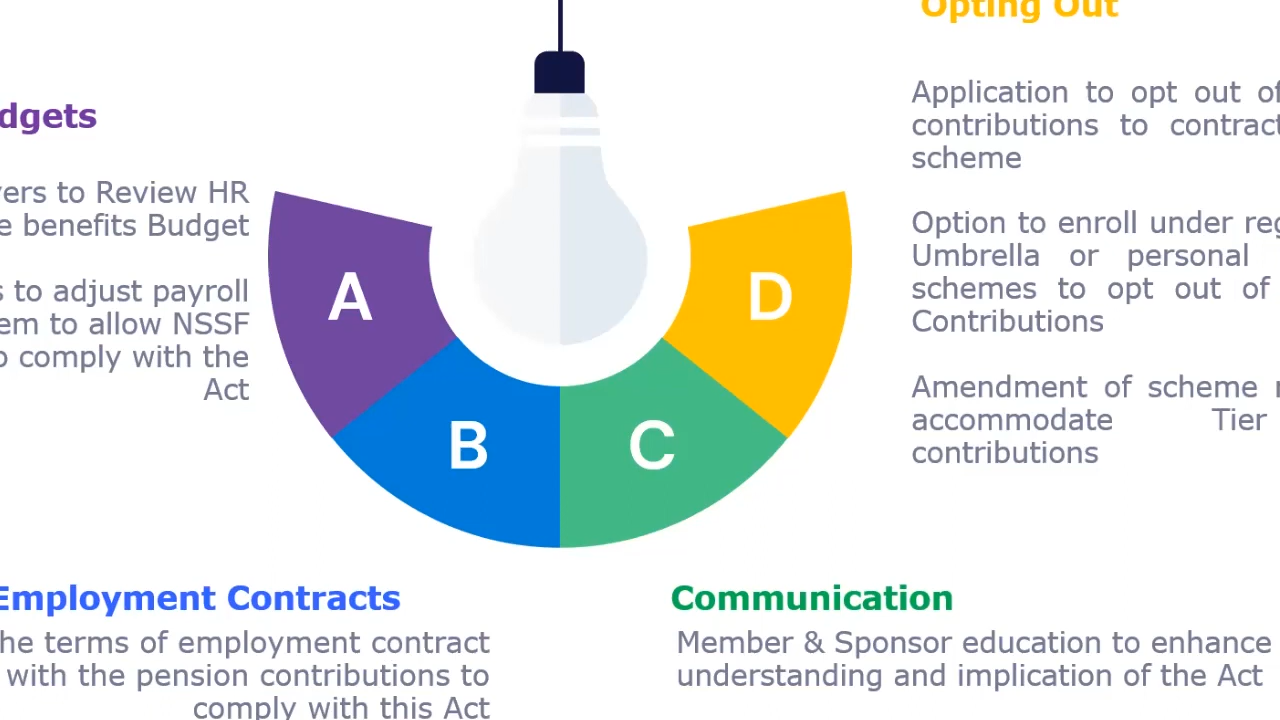 Opting Out
Application to opt out of
contributions to contract
scheme
Option to enroll under reg
Umbrella or personal
schemes to opt out of
Contributions
Amendment of scheme r
accommodate Tier
contributions
dgets
vers to Review HR
e benefits Budget
s to adjust payroll
em to allow NSSF
o comply with the
Act
A
B
C
D
Employment Contracts
he terms of employment contract
with the pension contributions to
comply with this Act
Communication
Member & Sponsor education to enhance
understanding and implication of the Act